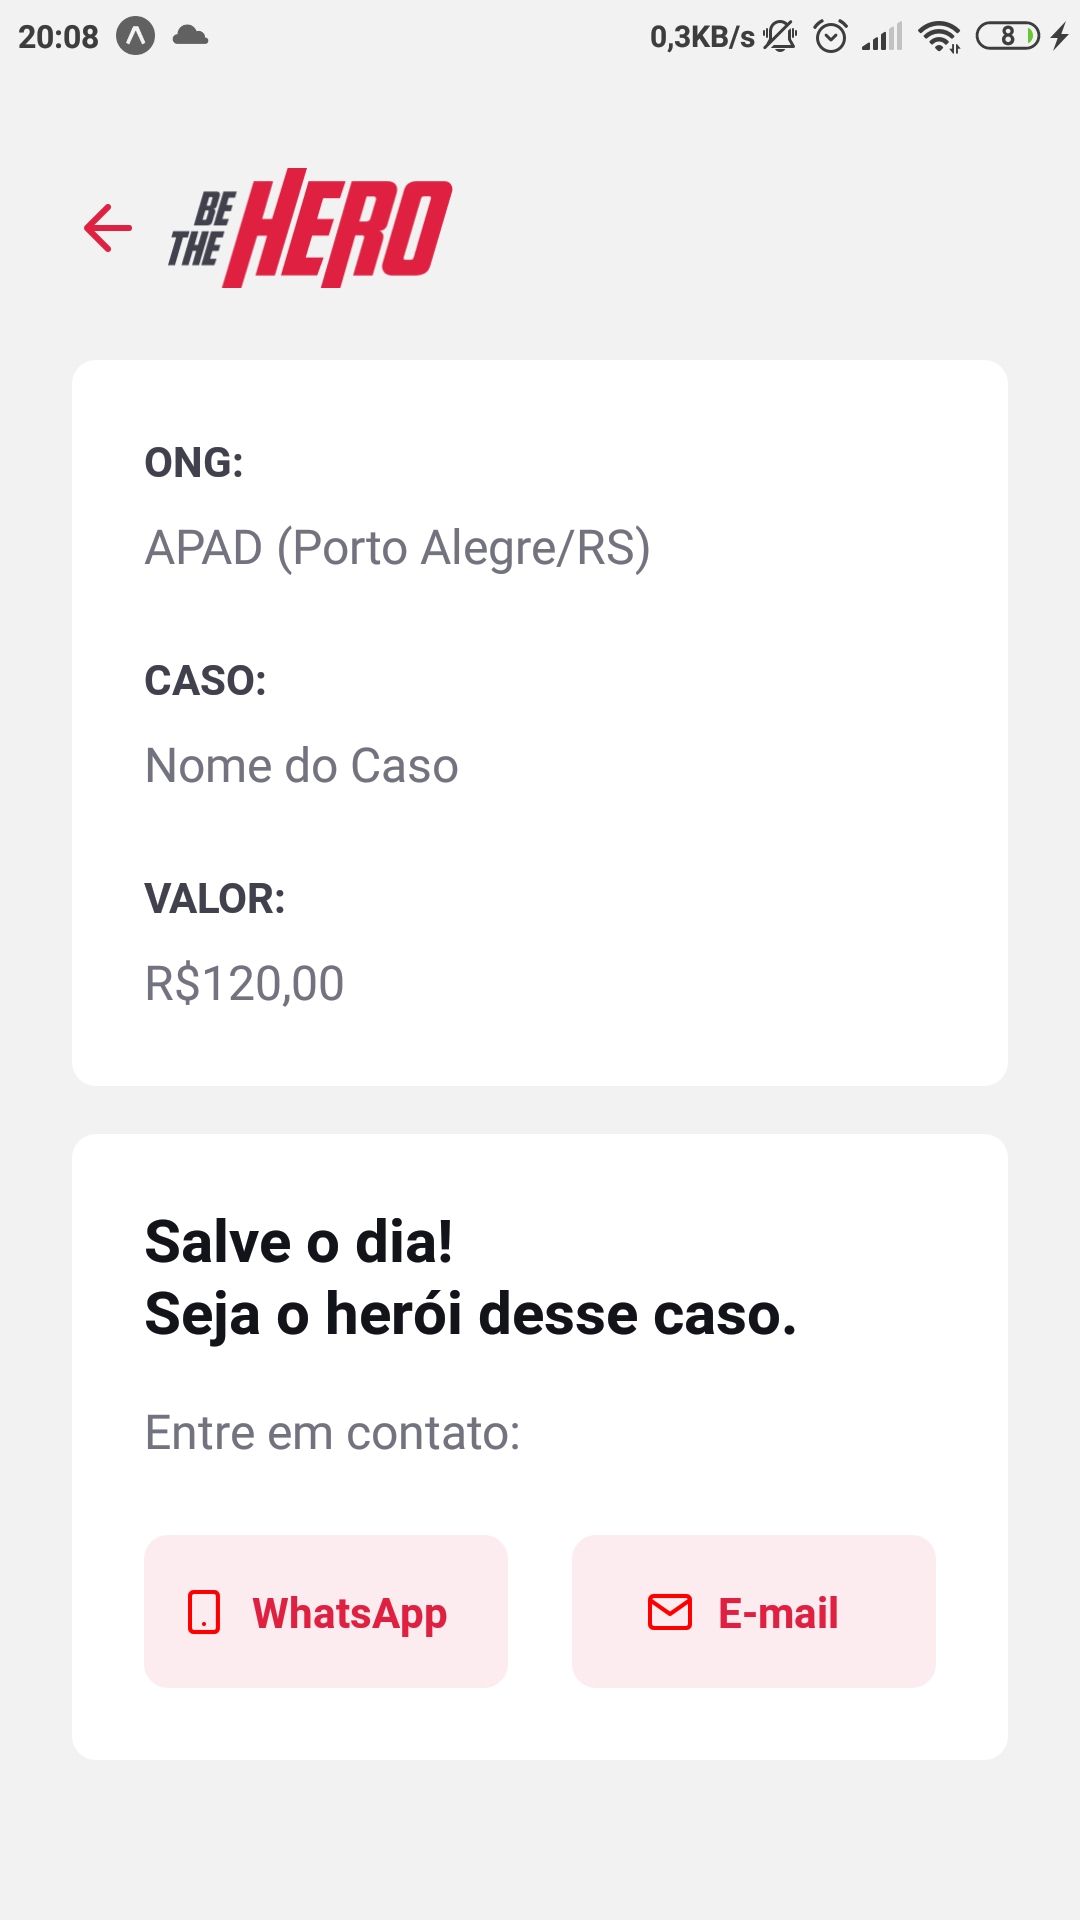 20:08 0,3KB/s 8
BE THE HERO
ONG:
APAD (Porto Alegre/RS)
CASO:
Nome do Caso
VALOR:
R$120,00
Salve o dia!
Seja o herói desse caso.
Entre em contato:
WhatsApp E-mail